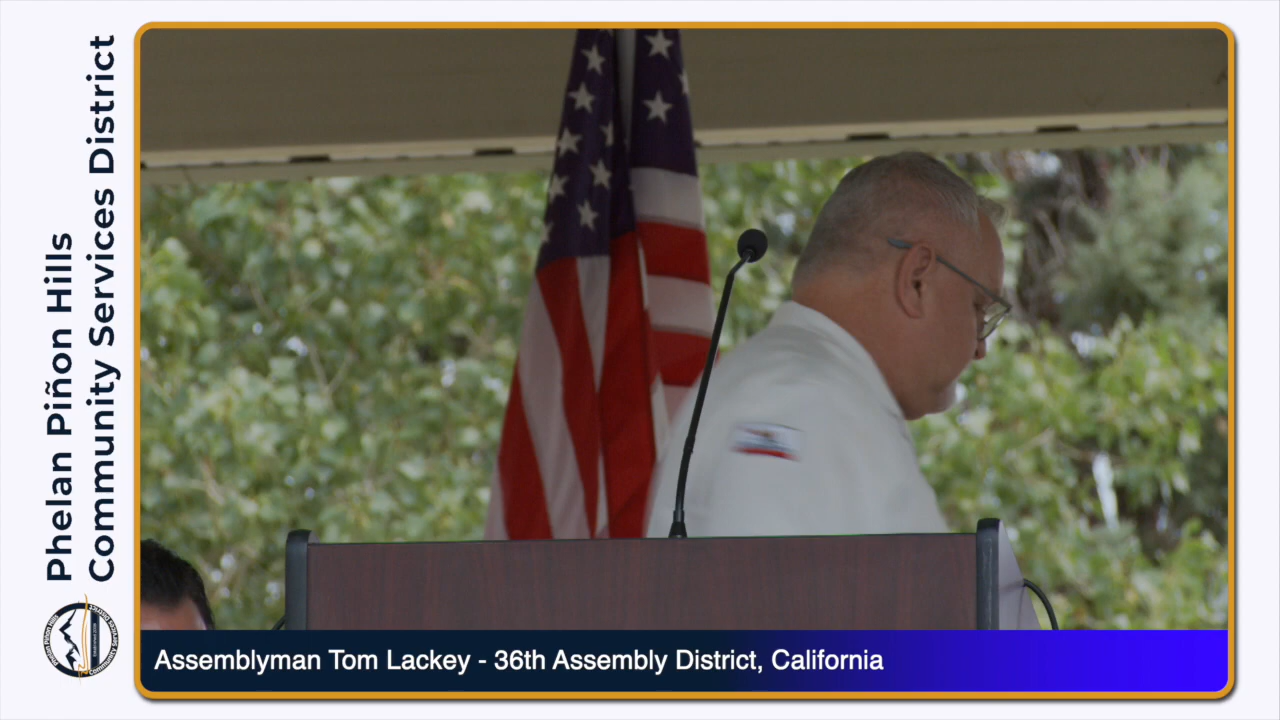 Phelan Piñon Hills
Community Services District
Assemblyman Tom Lackey - 36th Assembly District, California